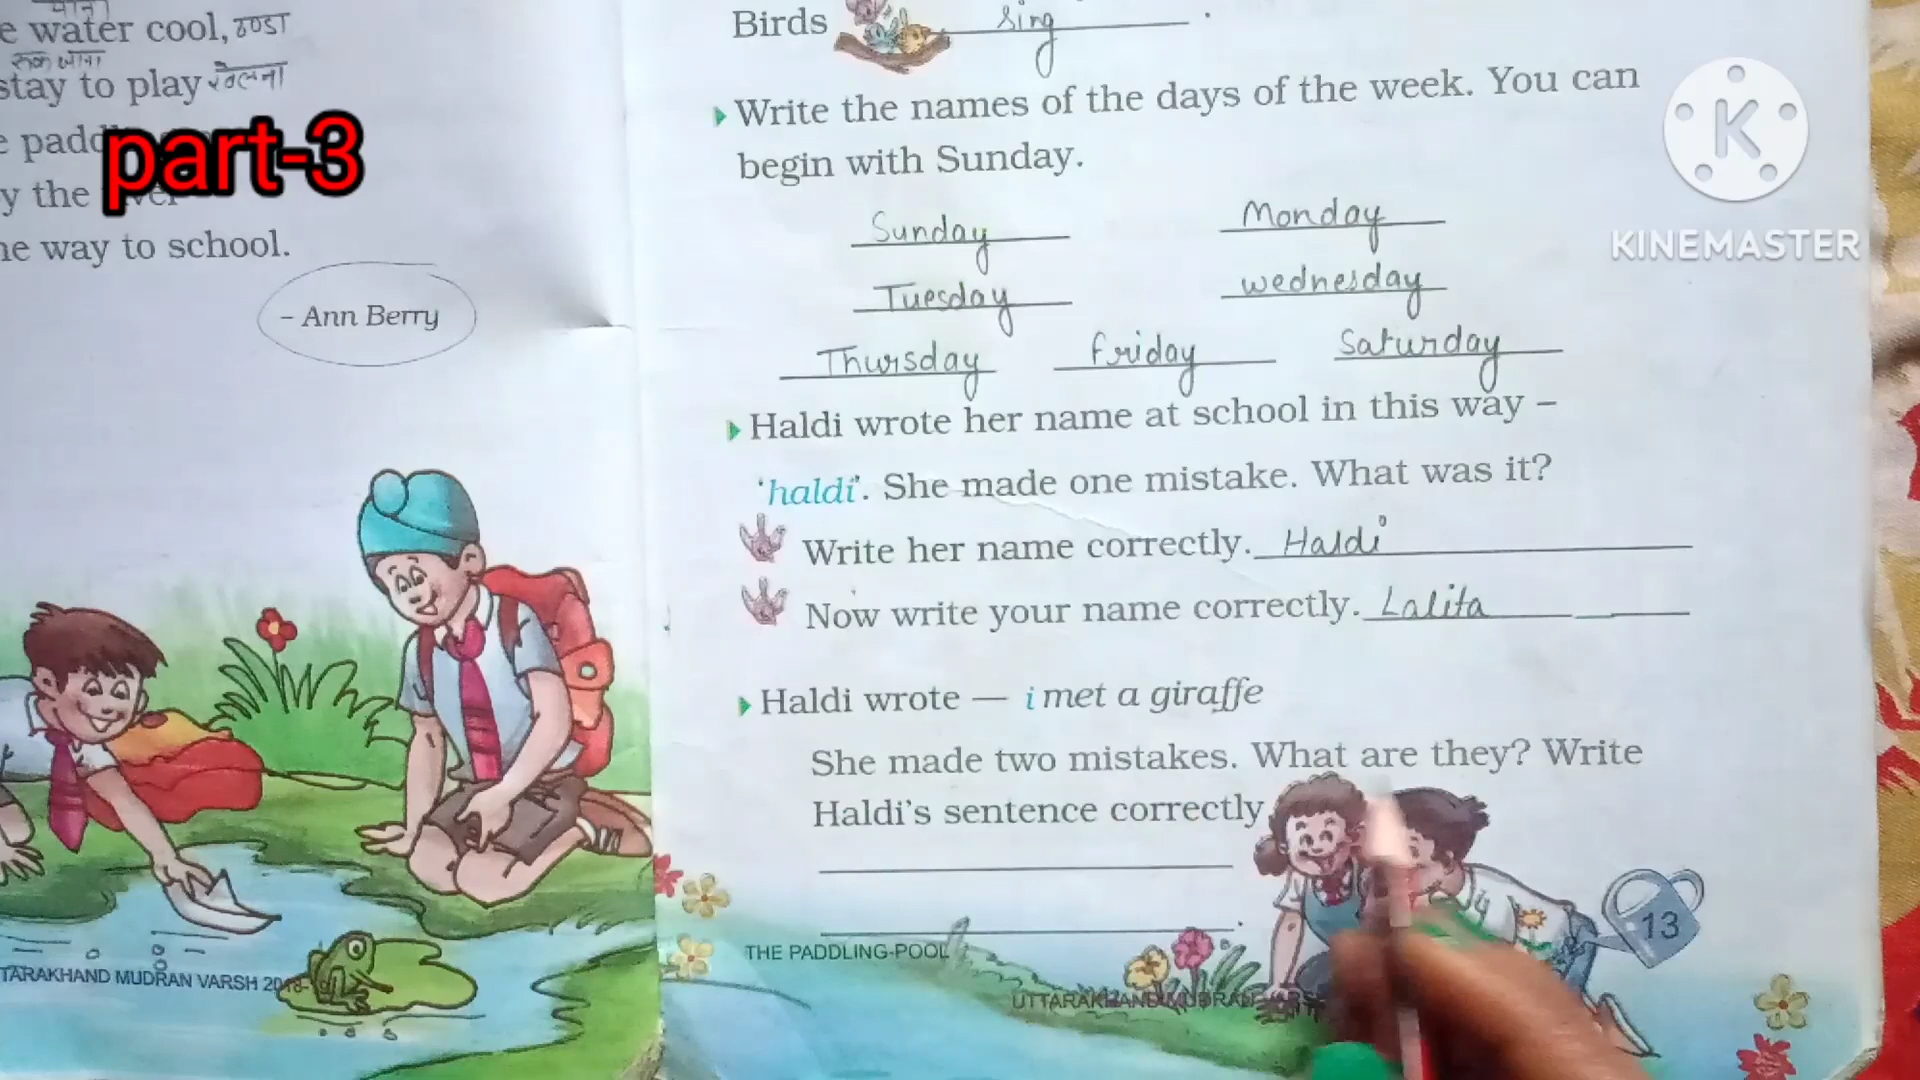 water cool, ठण्डा
रुक जाना
stay to play खेलना
part-3
y the
way to school.
– Ann Berry
TARAKHAND MUDRAN VARSH
Birds sing.
Write the names of the days of the week. You can
begin with Sunday.
Sunday Monday
Tuesday wednesday
Thursday friday Saturday
Haldi wrote her name at school in this way –
'haldi'. She made one mistake. What was it?
Write her name correctly. Haldi
Now write your name correctly. Lalita
Haldi wrote — i met a giraffe
She made two mistakes. What are they? Write
Haldi's sentence correctly
13
THE PADDLING-POOL
UTTARAKHAND MUDRAN
K
KINEMASTER